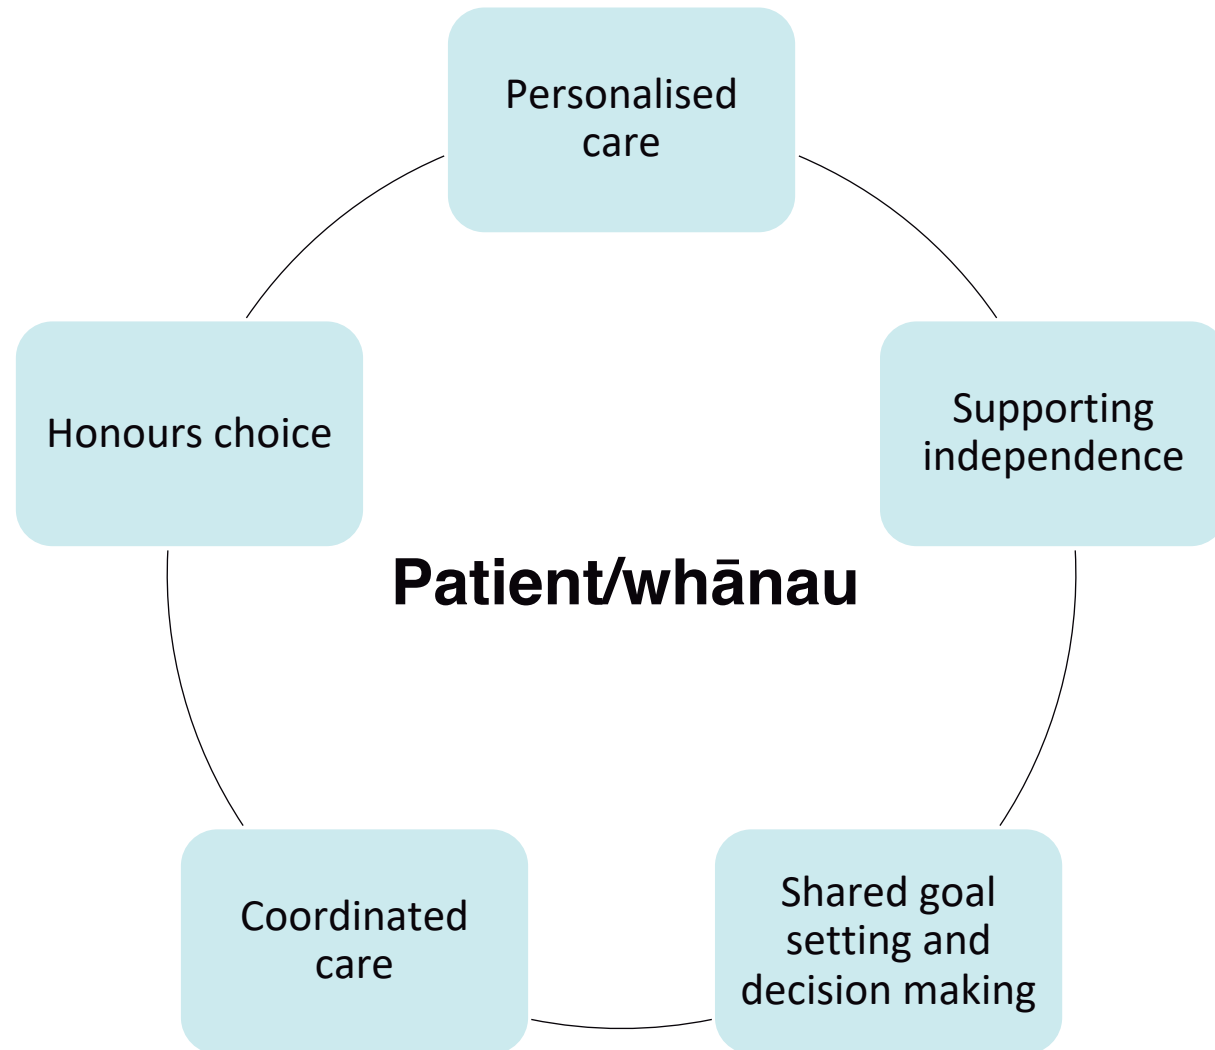 Personalised
care
Supporting
independence
Honours choice
Patient/whānau
Shared goal
setting and
decision making
Coordinated
care